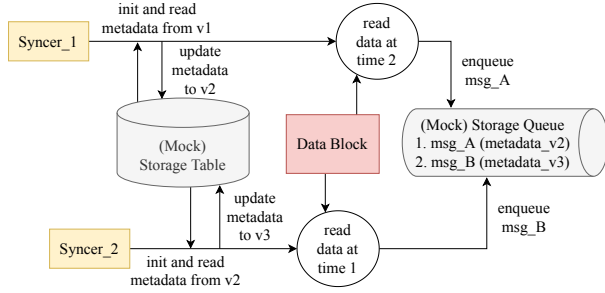 init and read
metadata from v1
Syncer_1
update
metadata
to v2
read
data at
time 2
enqueue
msg_A
(Mock)
Storage Table
Data Block
(Mock) Storage Queue
1. msg_A (metadata_v2)
2. msg_B (metadata_v3)
update
metadata
to v3
enqueue
msg_B
Syncer_2
init and read
metadata from v2
read
data at
time 1